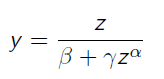 y = z / (β + γz^α)